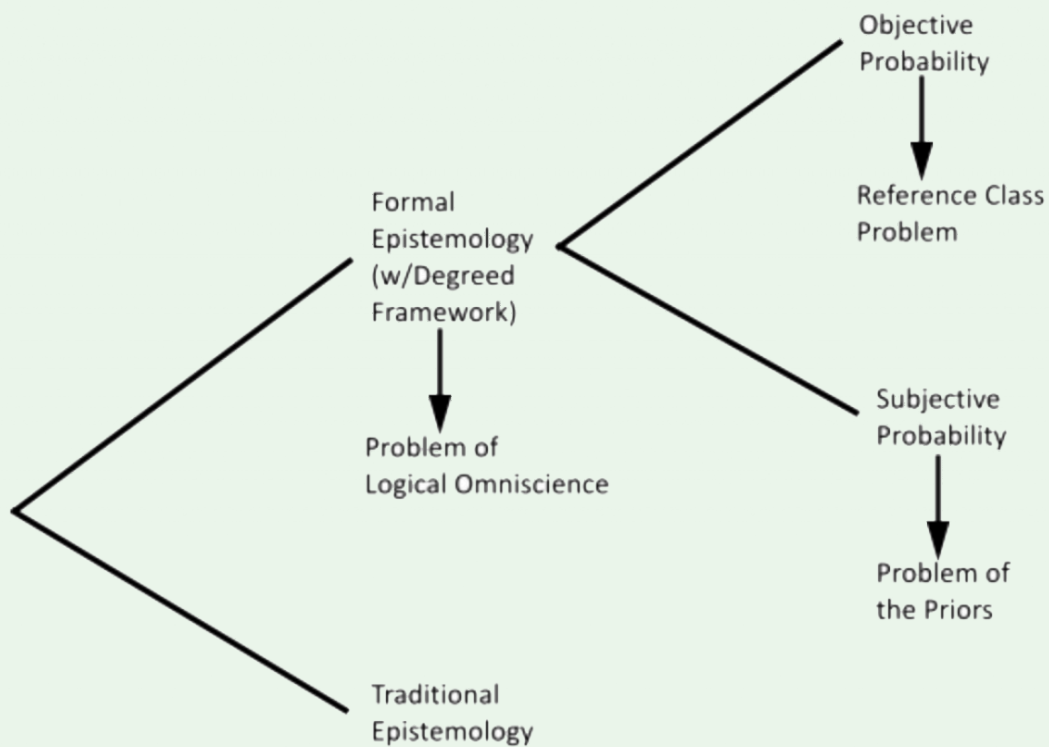 Objective
Probability
Reference Class
Problem
Formal
Epistemology
(w/Degreed
Framework)
Problem of
Logical Omniscience
Subjective
Probability
Problem of
the Priors
Traditional
Epistemology